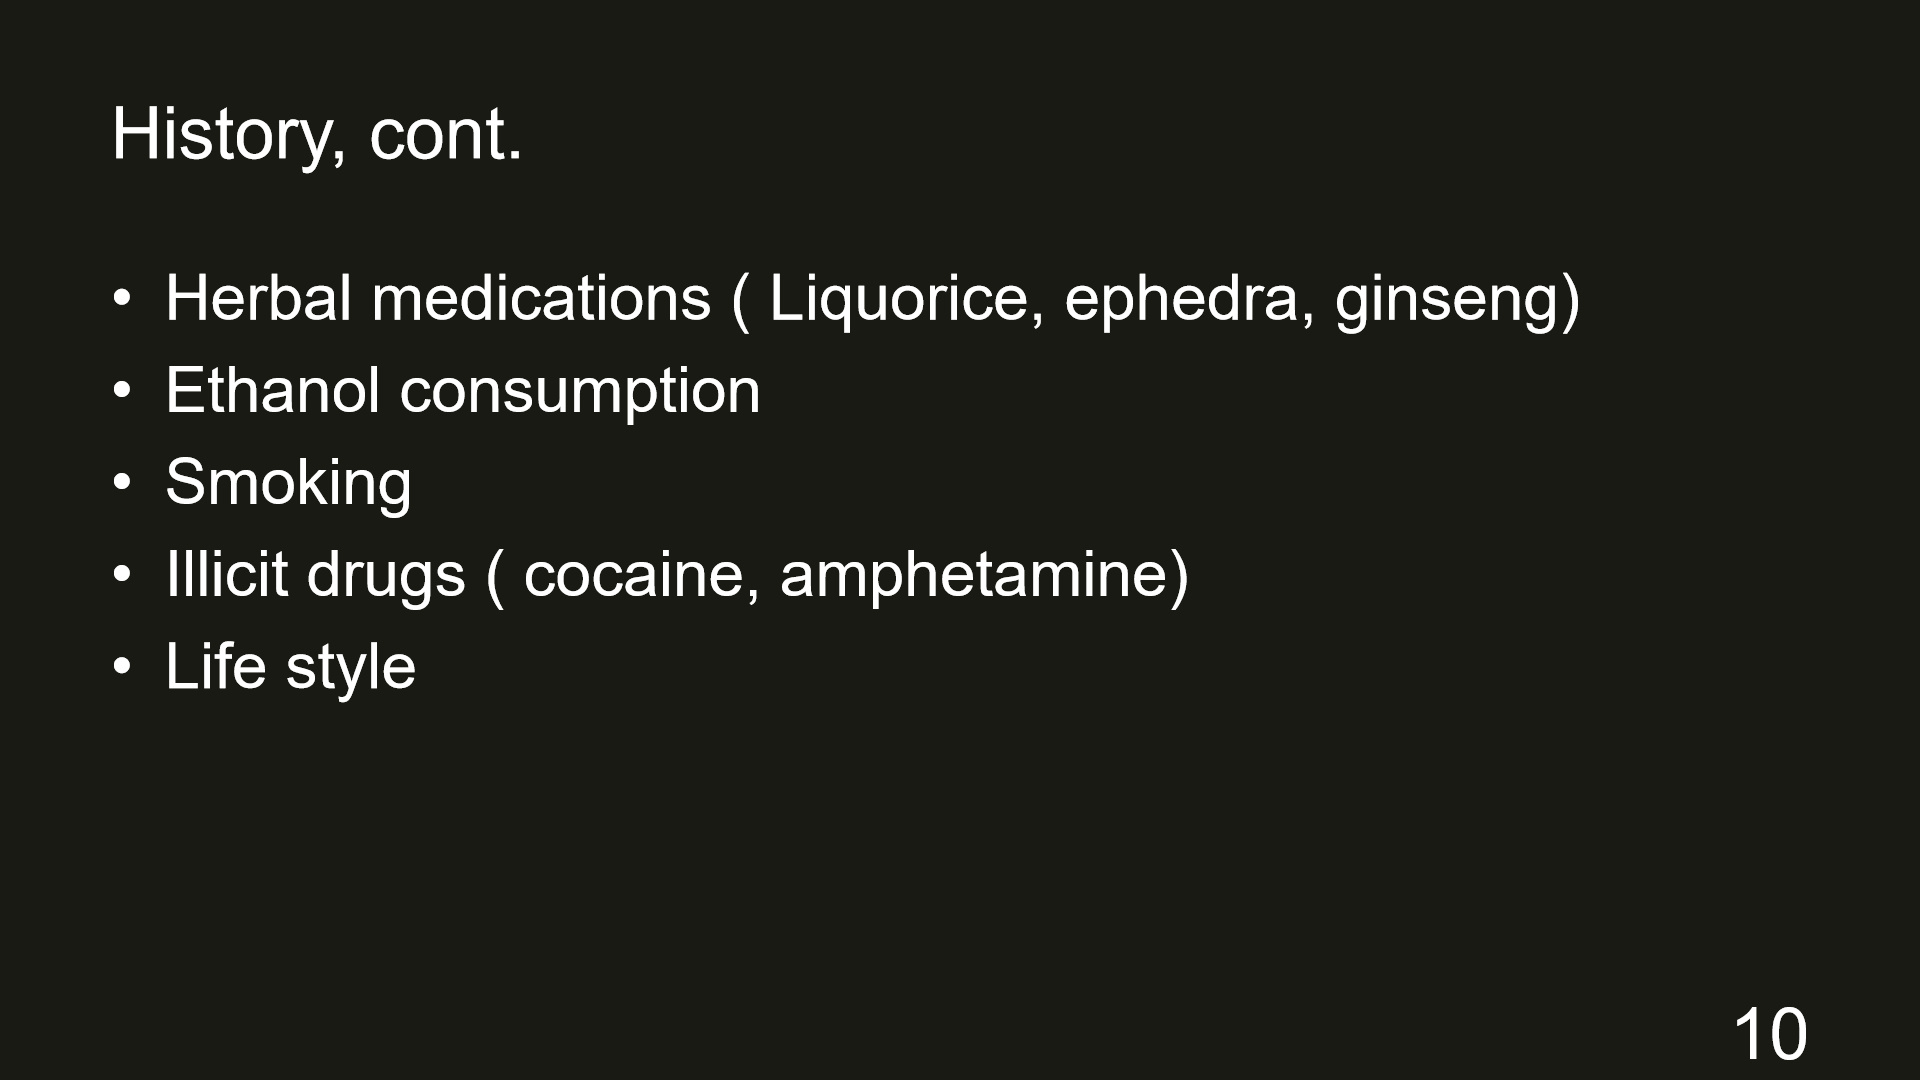 History, cont.
• Herbal medications ( Liquorice, ephedra, ginseng)
• Ethanol consumption
• Smoking
• Illicit drugs ( cocaine, amphetamine)
• Life style
10